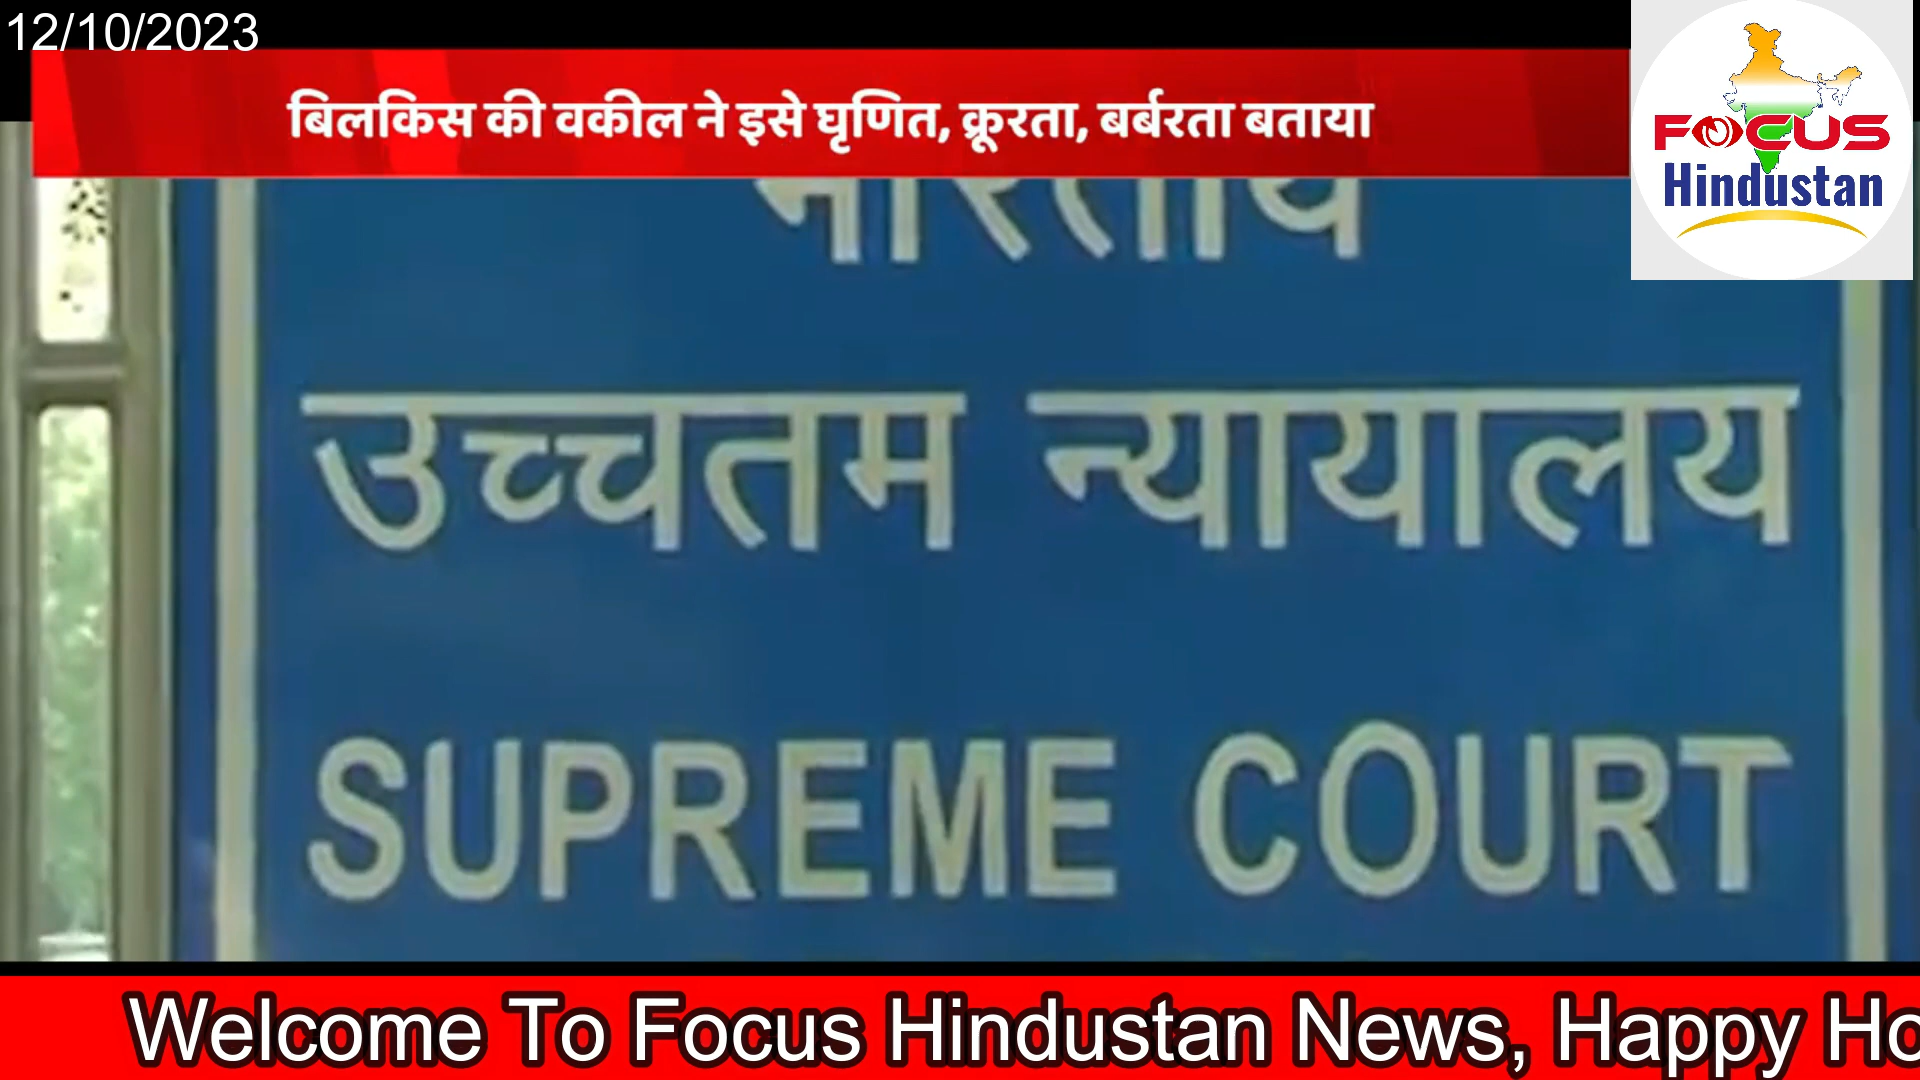 12/10/2023
बिलकिस की वकील ने इसे घृणित, क्रूरता, बर्बरता बताया
FOCUS
Hindustan
भारतीय
उच्चतम न्यायालय
SUPREME COURT
Welcome To Focus Hindustan News, Happy